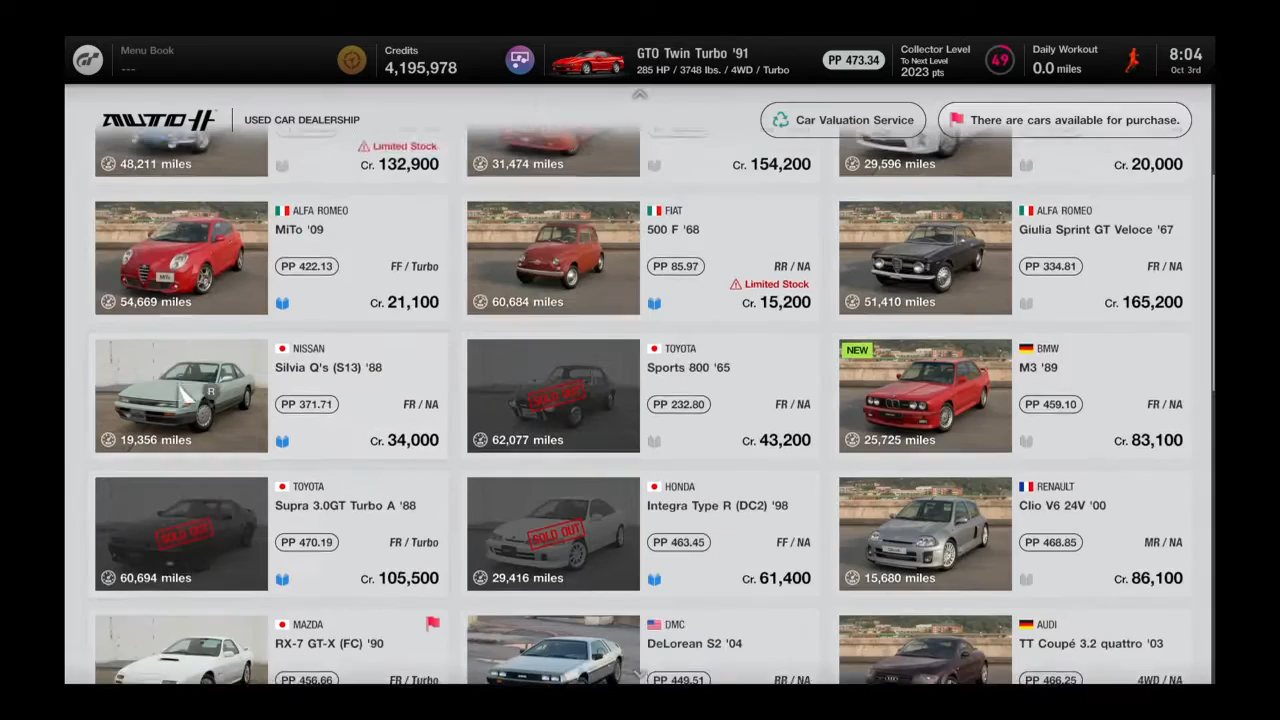 Menu Book
---
Credits
4,195,978
GTO Twin Turbo '91
285 HP / 3748 lbs. / 4WD / Turbo
PP 473.34
Collector Level
To Next Level
2023 pts
49
Daily Workout
0.0 miles
8:04
Oct 3rd
AUTO
USED CAR DEALERSHIP
Car Valuation Service
There are cars available for purchase.
48,211 miles
Limited Stock
Cr. 132,900
31,474 miles
Cr. 154,200
29,596 miles
Cr. 20,000
ALFA ROMEO
MiTo '09
PP 422.13
FF / Turbo
54,669 miles
Cr. 21,100
FIAT
500 F '68
PP 85.97
RR / NA
Limited Stock
60,684 miles
Cr. 15,200
ALFA ROMEO
Giulia Sprint GT Veloce '67
PP 334.81
FR / NA
51,410 miles
Cr. 165,200
NISSAN
Silvia Q's (S13) '88
R
PP 371.71
FR / NA
19,356 miles
Cr. 34,000
TOYOTA
Sports 800 '65
SOLD OUT
PP 232.80
FR / NA
62,077 miles
Cr. 43,200
NEW
BMW
M3 '89
PP 459.10
FR / NA
25,725 miles
Cr. 83,100
TOYOTA
Supra 3.0GT Turbo A '88
SOLD OUT
PP 470.19
FR / Turbo
60,694 miles
Cr. 105,500
HONDA
Integra Type R (DC2) '98
SOLD OUT
PP 463.45
FF / NA
29,416 miles
Cr. 61,400
RENAULT
Clio V6 24V '00
PP 468.85
MR / NA
15,680 miles
Cr. 86,100
MAZDA
RX-7 GT-X (FC) '90
PP 456.66
FR / Turbo
DMC
DeLorean S2 '04
PP 449.51
RR / NA
AUDI
TT Coupé 3.2 quattro '03
PP 466.25
4WD / NA